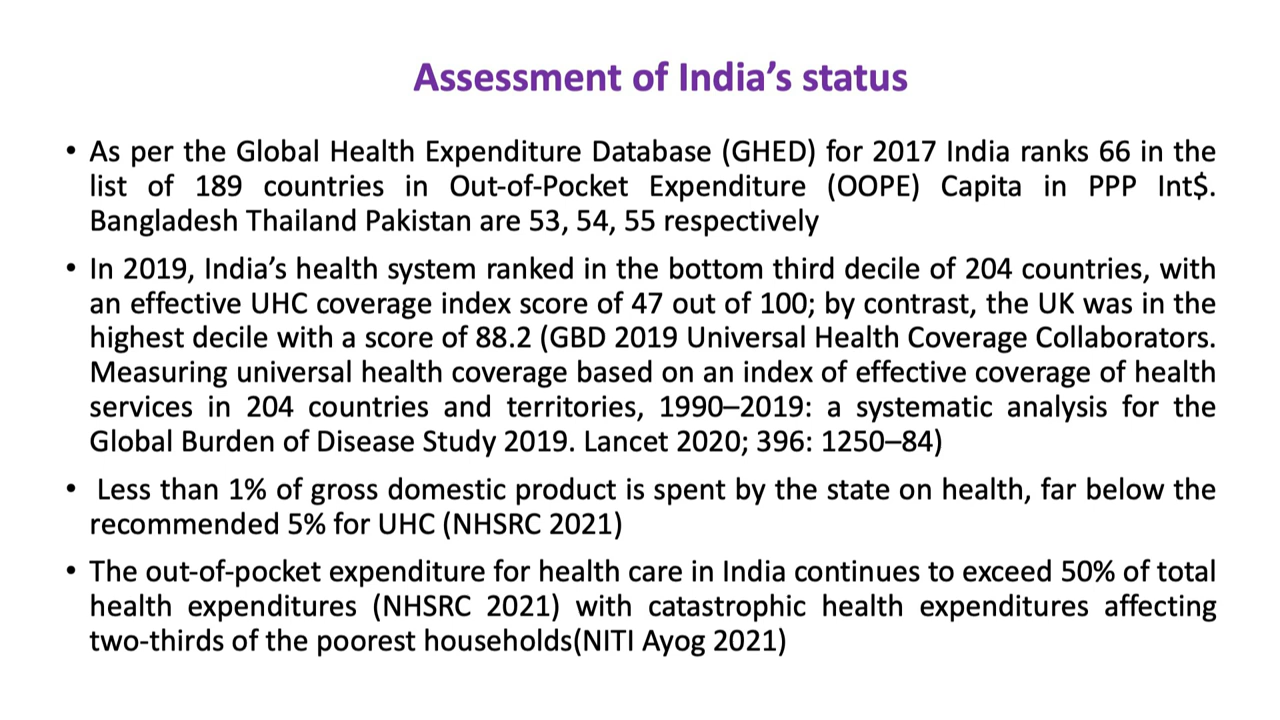 Assessment of India’s status
• As per the Global Health Expenditure Database (GHED) for 2017 India ranks 66 in the
list of 189 countries in Out-of-Pocket Expenditure (OOPE) Capita in PPP Int$.
Bangladesh Thailand Pakistan are 53, 54, 55 respectively
• In 2019, India’s health system ranked in the bottom third decile of 204 countries, with
an effective UHC coverage index score of 47 out of 100; by contrast, the UK was in the
highest decile with a score of 88.2 (GBD 2019 Universal Health Coverage Collaborators.
Measuring universal health coverage based on an index of effective coverage of health
services in 204 countries and territories, 1990–2019: a systematic analysis for the
Global Burden of Disease Study 2019. Lancet 2020; 396: 1250–84)
• Less than 1% of gross domestic product is spent by the state on health, far below the
recommended 5% for UHC (NHSRC 2021)
• The out-of-pocket expenditure for health care in India continues to exceed 50% of total
health expenditures (NHSRC 2021) with catastrophic health expenditures affecting
two-thirds of the poorest households(NITI Ayog 2021)